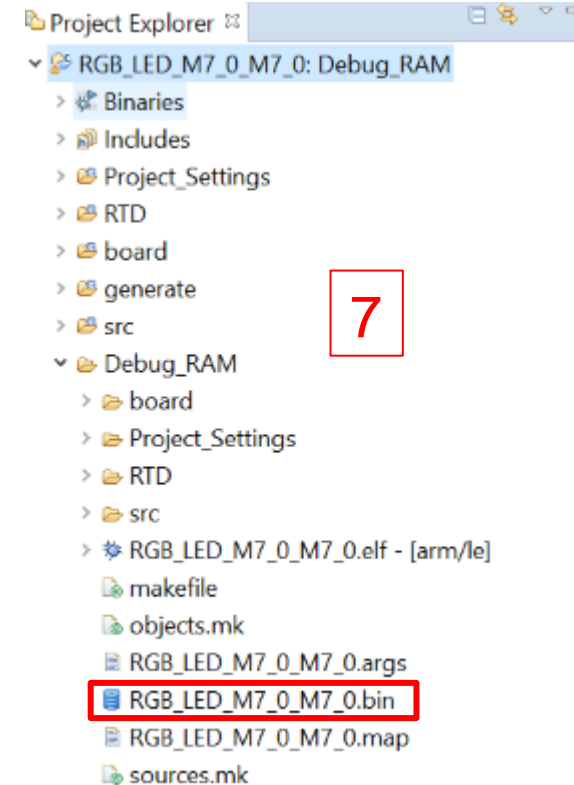 Project Explorer
RGB_LED_M7_0_M7_0: Debug_RAM
Binaries
Includes
Project_Settings
RTD
board
generate
src
7
Debug_RAM
board
Project_Settings
RTD
src
RGB_LED_M7_0_M7_0.elf - [arm/le]
makefile
objects.mk
RGB_LED_M7_0_M7_0.args
RGB_LED_M7_0_M7_0.bin
RGB_LED_M7_0_M7_0.map
sources.mk